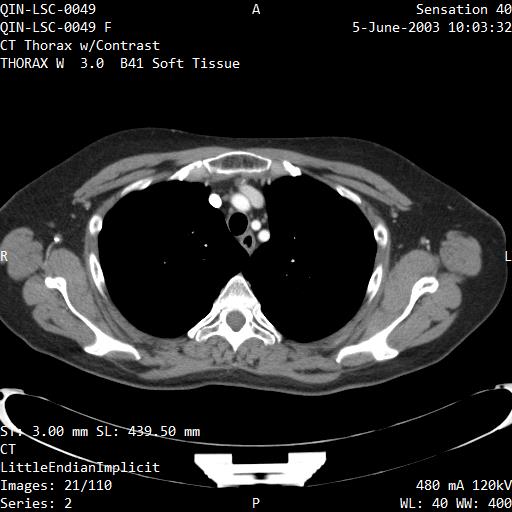 QIN-LSC-0049 A Sensation 40
QIN-LSC-0049 F 5-June-2003 10:03:32
CT Thorax w/Contrast
THORAX W 3.0 B41 Soft Tissue
R L
ST: 3.00 mm SL: 439.50 mm
CT
LittleEndianImplicit
Images: 21/110 480 mA 120kV
Series: 2 P WL: 40 WW: 400